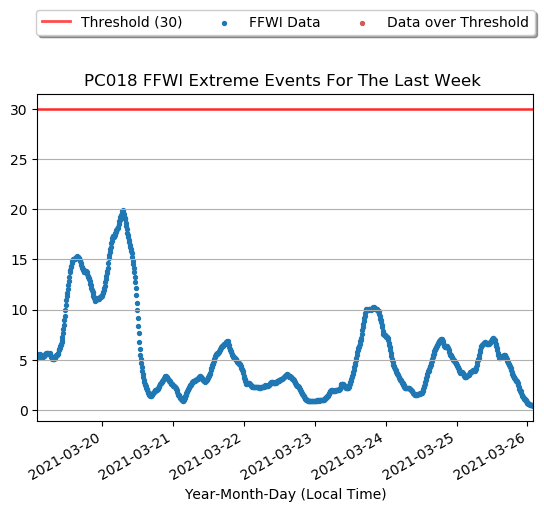 Threshold (30) FFWI Data Data over Threshold
PC018 FFWI Extreme Events For The Last Week
30
25
20
15
10
5
0
2021-03-20 2021-03-21 2021-03-22 2021-03-23 2021-03-24 2021-03-25 2021-03-26
Year-Month-Day (Local Time)